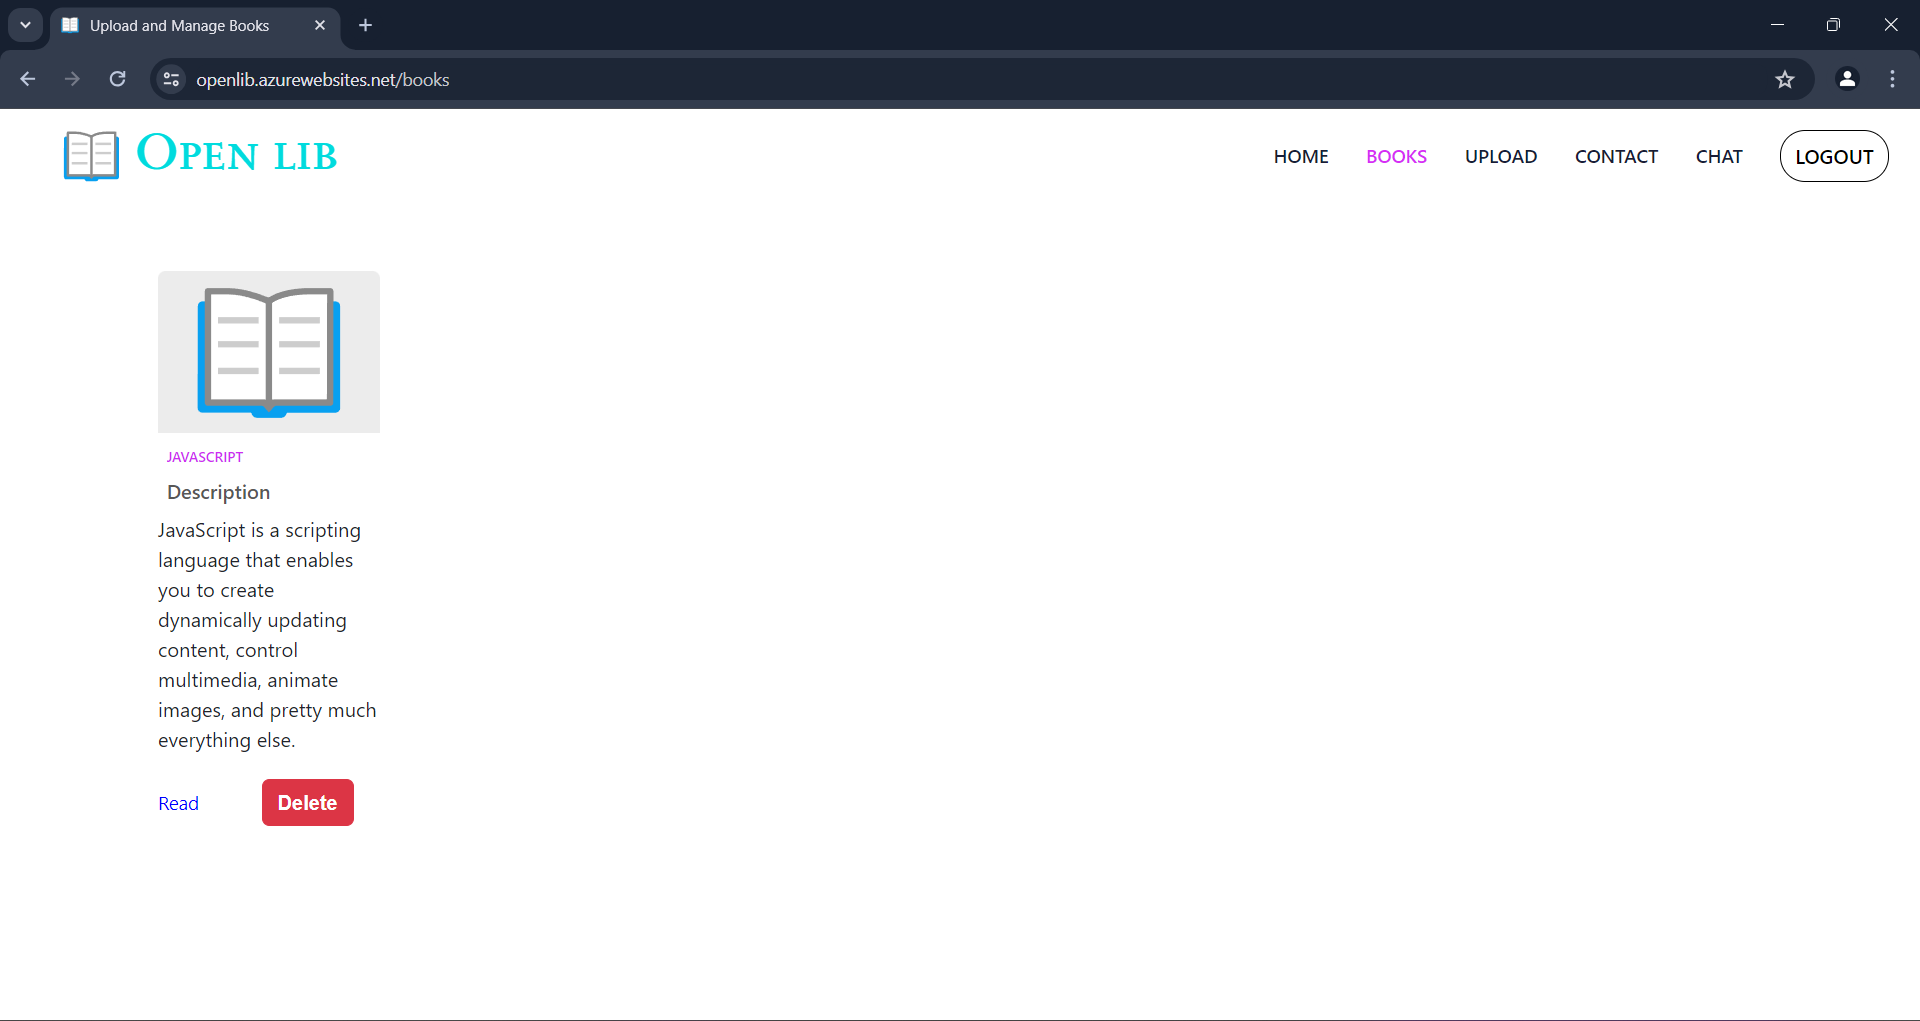 Upload and Manage Books
openlib.azurewebsites.net/books
OPEN LIB
HOME BOOKS UPLOAD CONTACT CHAT LOGOUT
JAVASCRIPT
Description
JavaScript is a scripting
language that enables
you to create
dynamically updating
content, control
multimedia, animate
images, and pretty much
everything else.
Read Delete